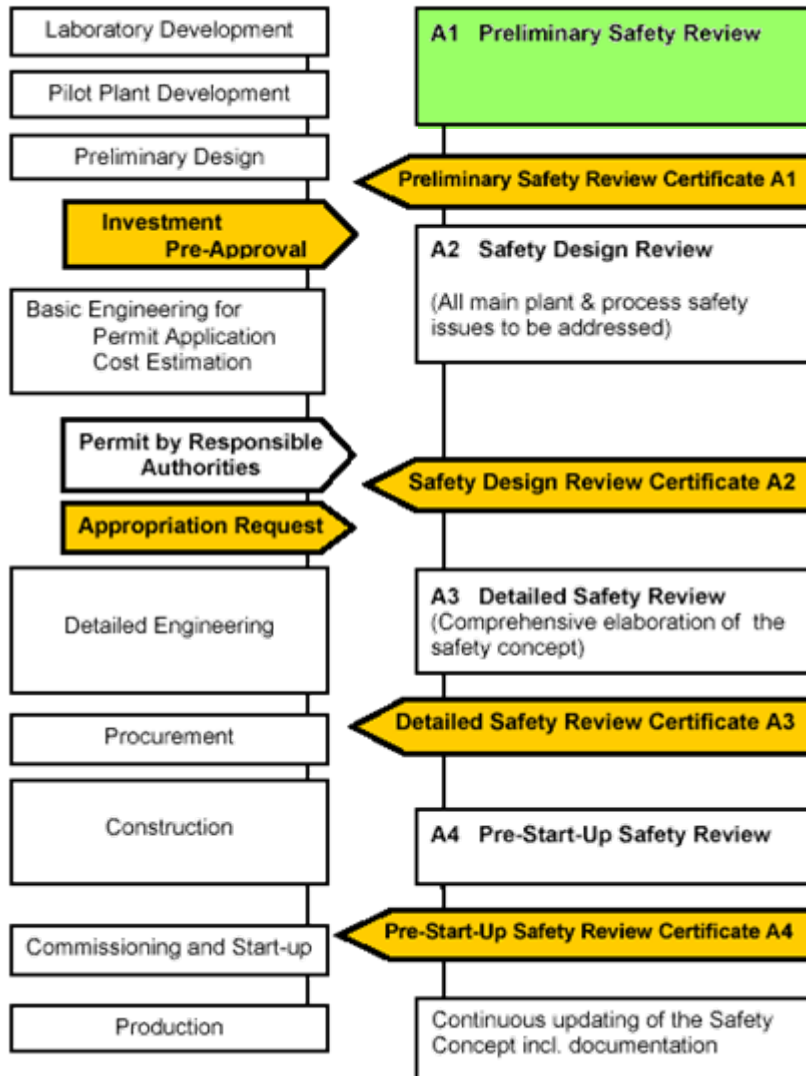 Laboratory Development
Pilot Plant Development
Preliminary Design
Investment
Pre-Approval
Basic Engineering for
Permit Application
Cost Estimation
Permit by Responsible
Authorities
Appropriation Request
Detailed Engineering
Procurement
Construction
Commissioning and Start-up
Production
A1 Preliminary Safety Review
Preliminary Safety Review Certificate A1
A2 Safety Design Review
(All main plant & process safety
issues to be addressed)
Safety Design Review Certificate A2
A3 Detailed Safety Review
(Comprehensive elaboration of the
safety concept)
Detailed Safety Review Certificate A3
A4 Pre-Start-Up Safety Review
Pre-Start-Up Safety Review Certificate A4
Continuous updating of the Safety
Concept incl. documentation